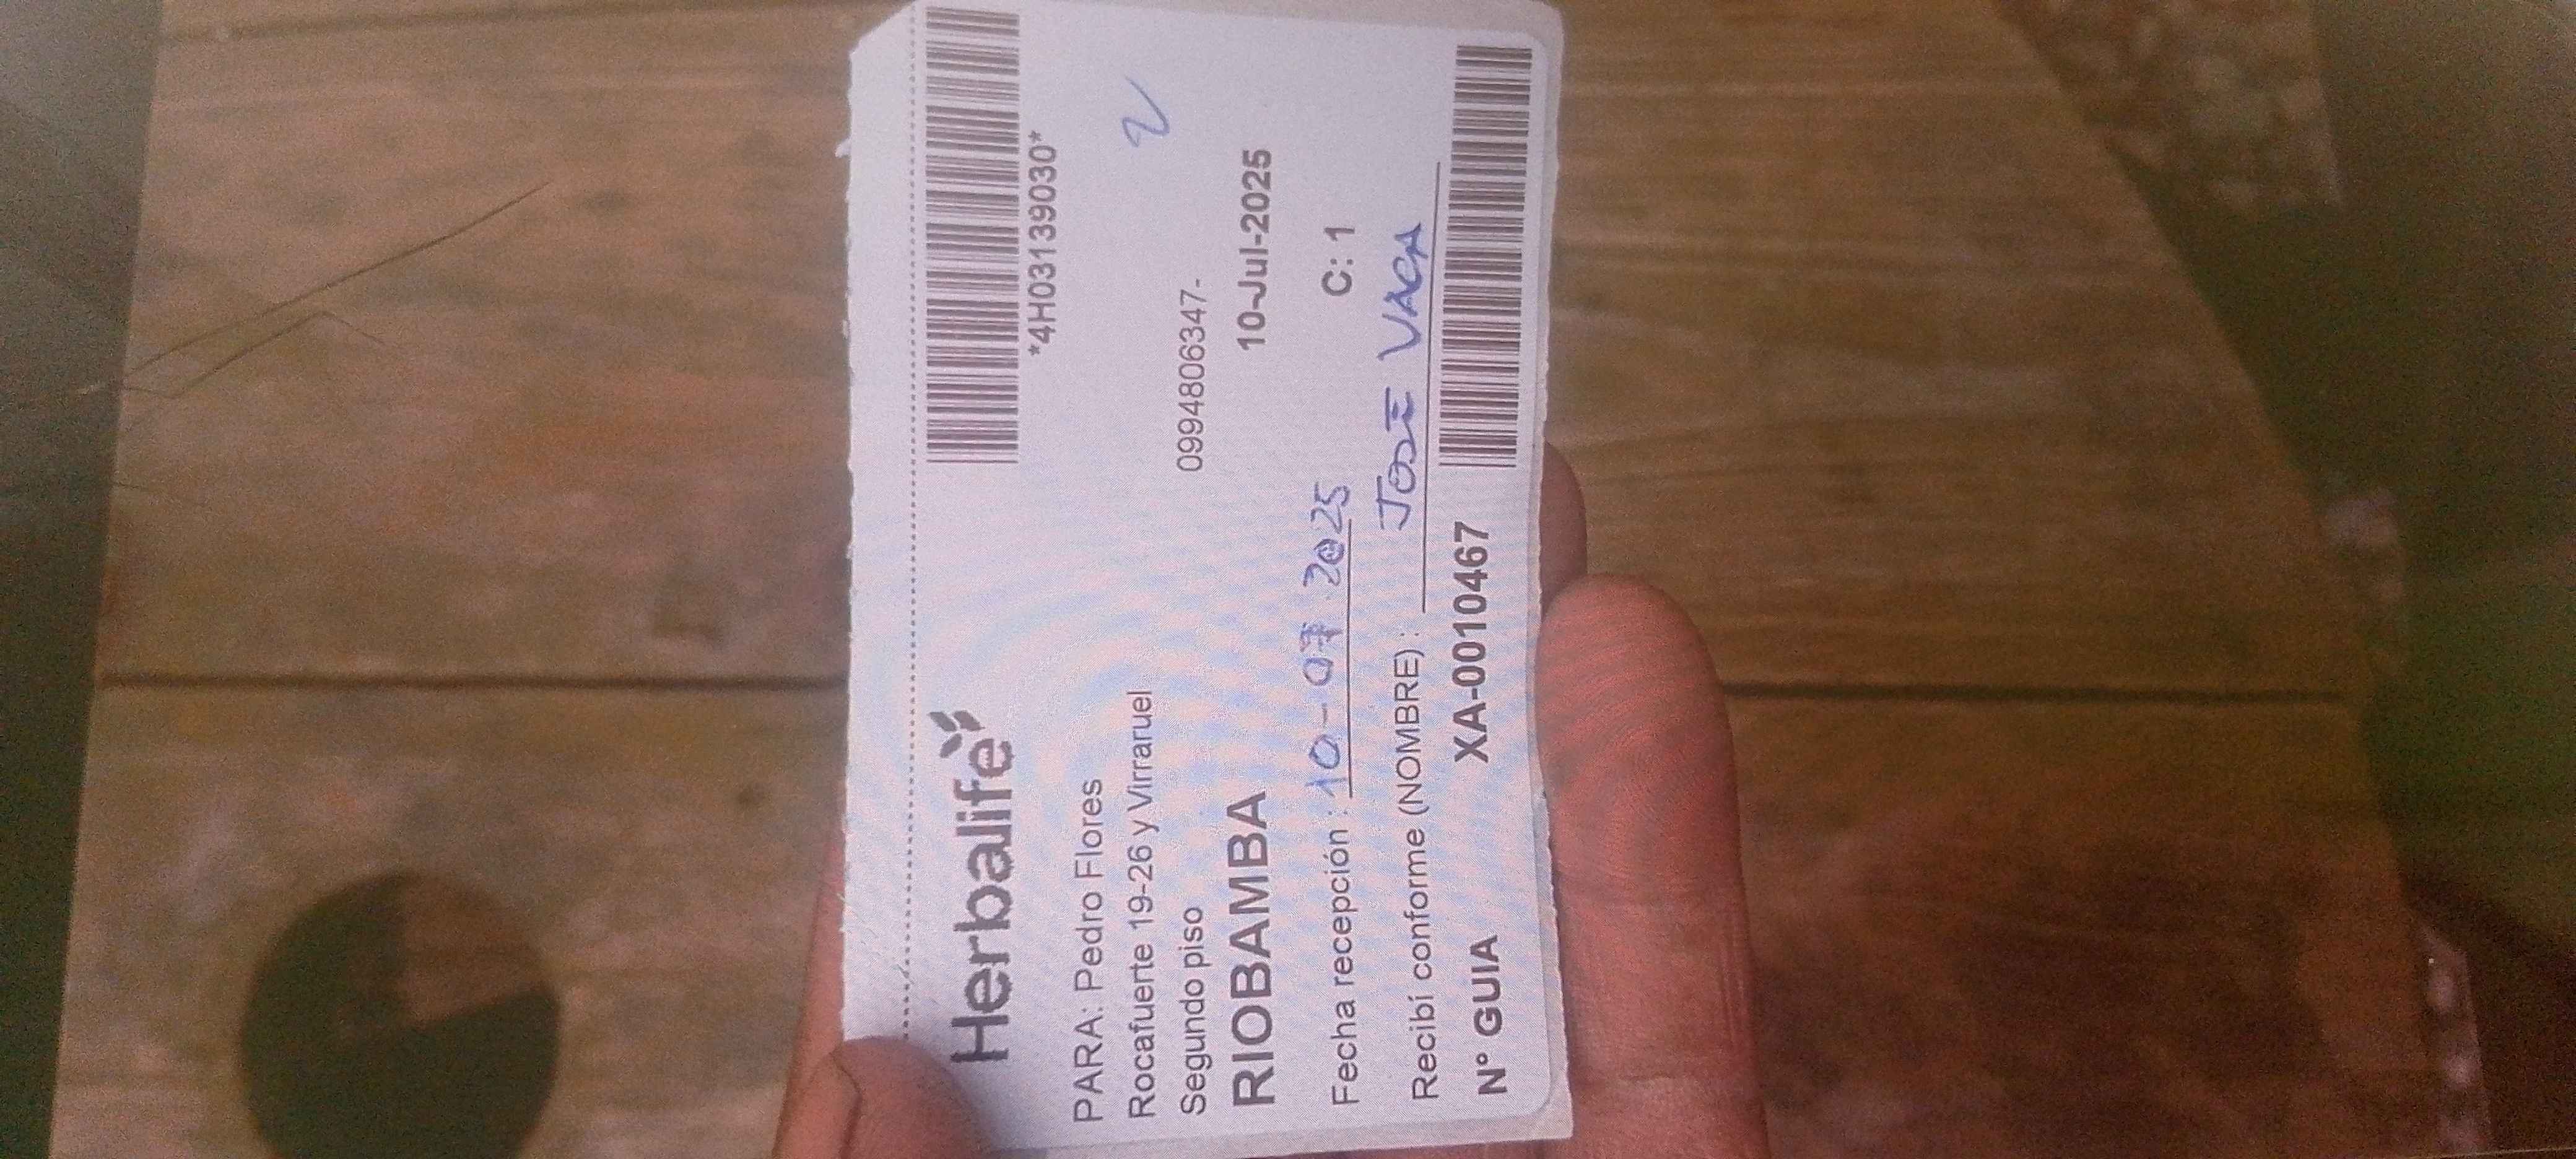 Herbalife
*4H03139030*
PARA: Pedro Flores
Rocafuerte 19-26 y Virraruel
Segundo piso 0994806347-
RIOBAMBA 10-Jul-2025
Fecha recepción : 10-07 2025 C: 1
Recibí conforme (NOMBRE) : JOSE VACA
N° GUIA XA-0010467